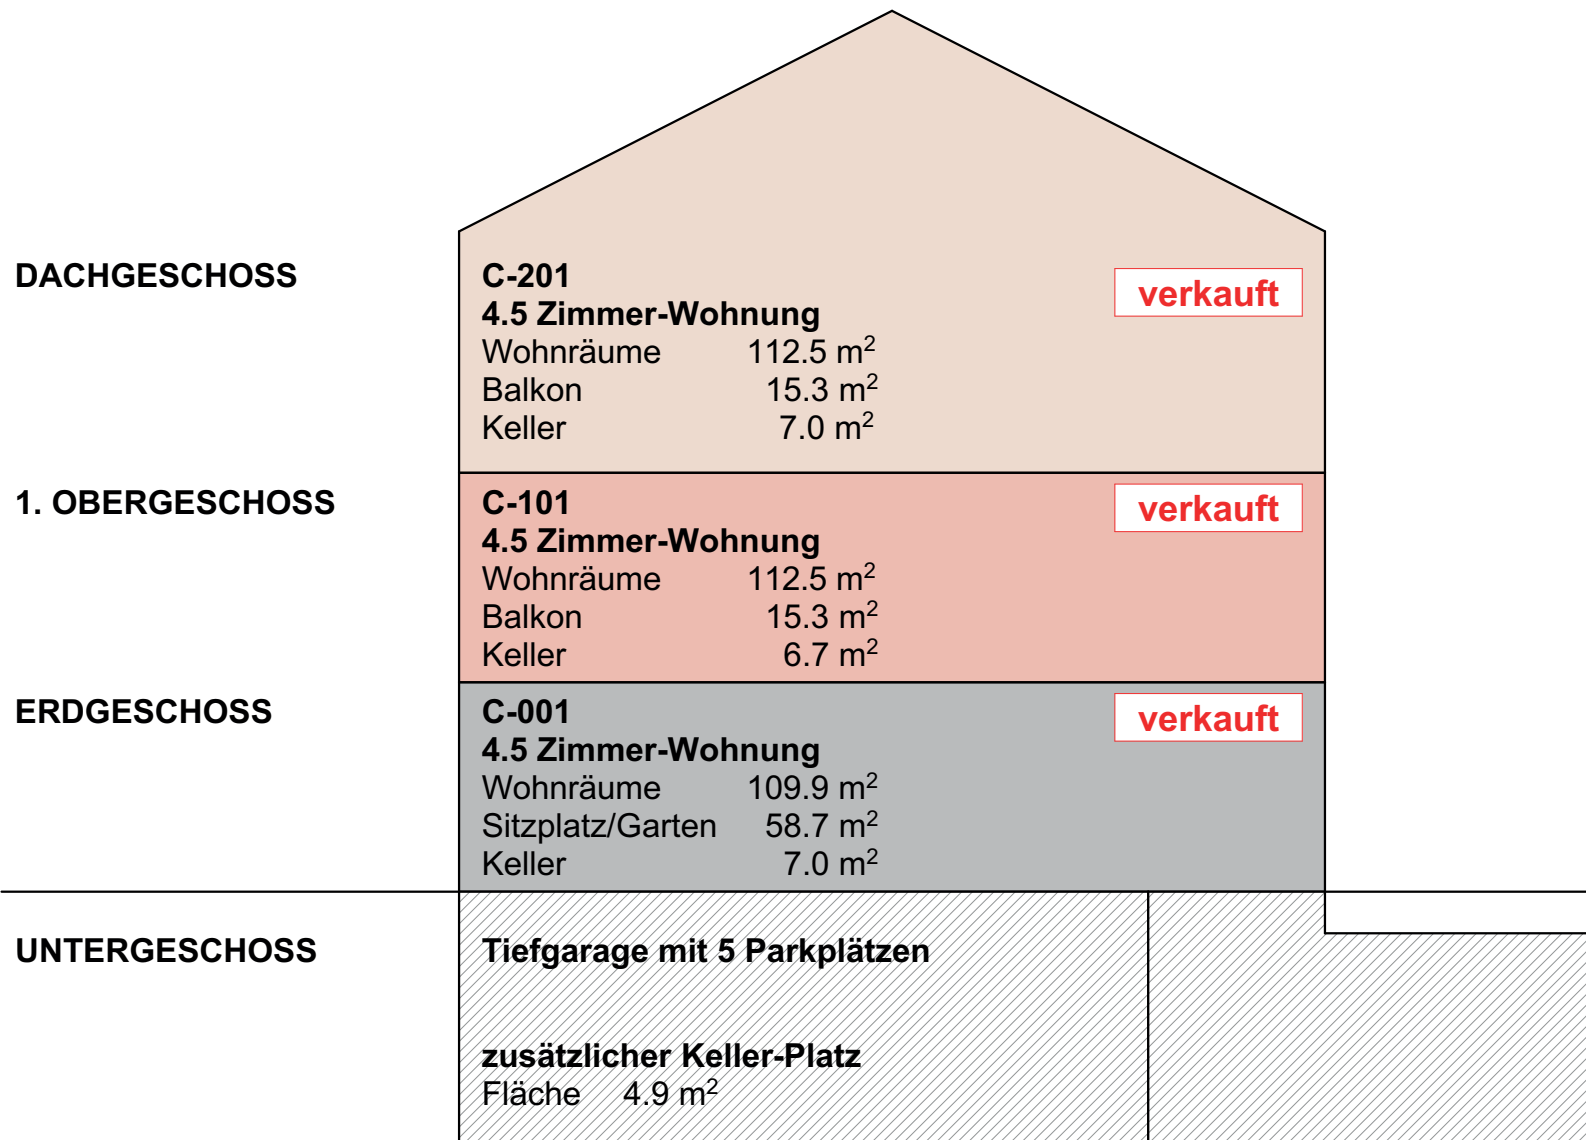 DACHGESCHOSS
C-201
verkauft
4.5 Zimmer-Wohnung
Wohnräume 112.5 m²
Balkon 15.3 m²
Keller 7.0 m²
1. OBERGESCHOSS
C-101
verkauft
4.5 Zimmer-Wohnung
Wohnräume 112.5 m²
Balkon 15.3 m²
Keller 6.7 m²
ERDGESCHOSS
C-001
verkauft
4.5 Zimmer-Wohnung
Wohnräume 109.9 m²
Sitzplatz/Garten 58.7 m²
Keller 7.0 m²
UNTERGESCHOSS
Tiefgarage mit 5 Parkplätzen
zusätzlicher Keller-Platz
Fläche 4.9 m²